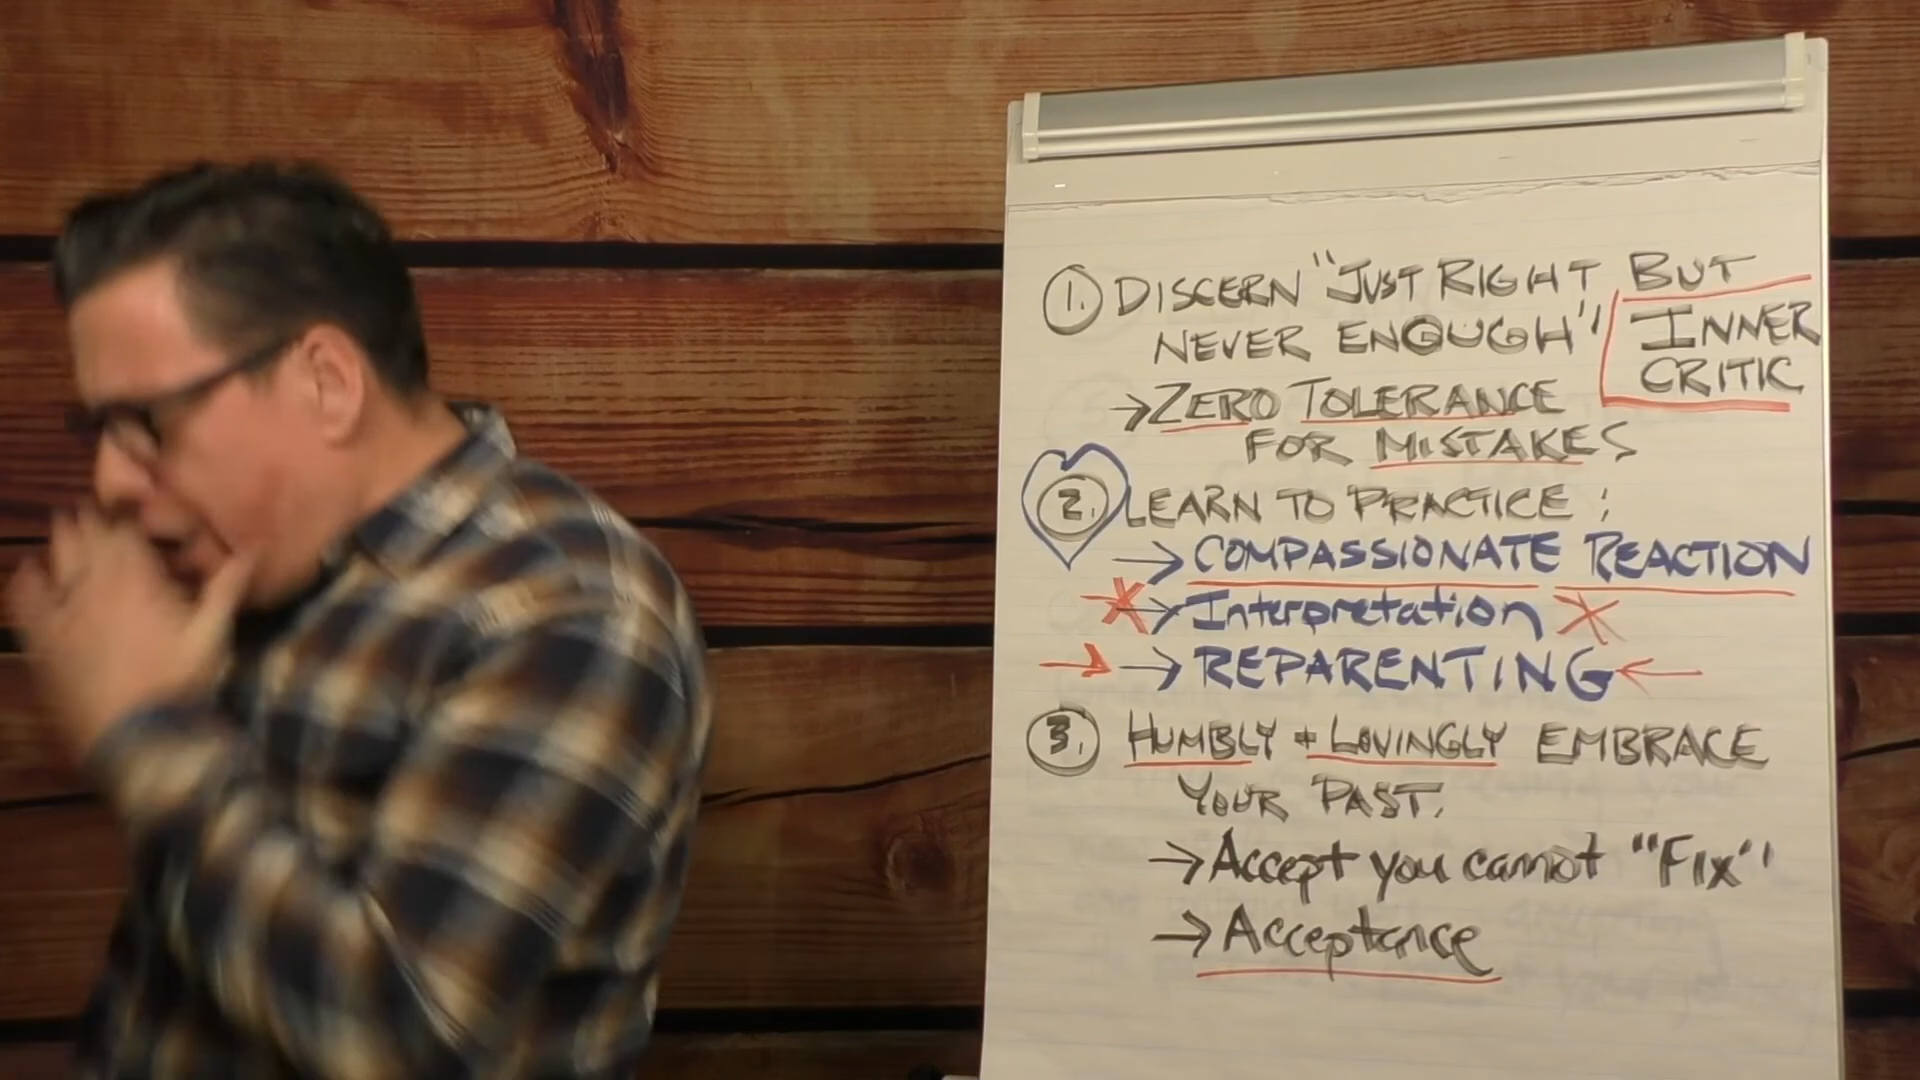 1. DISCERN "JUST RIGHT BUT
NEVER ENOUGH" INNER
CRITIC
→ ZERO TOLERANCE
FOR MISTAKES
2. LEARN TO PRACTICE:
→ COMPASSIONATE REACTION
→ Interpretation
→ REPARENTING
3. HUMBLY + LOVINGLY EMBRACE
YOUR PAST.
→ Accept you cannot "Fix"
→ Acceptance